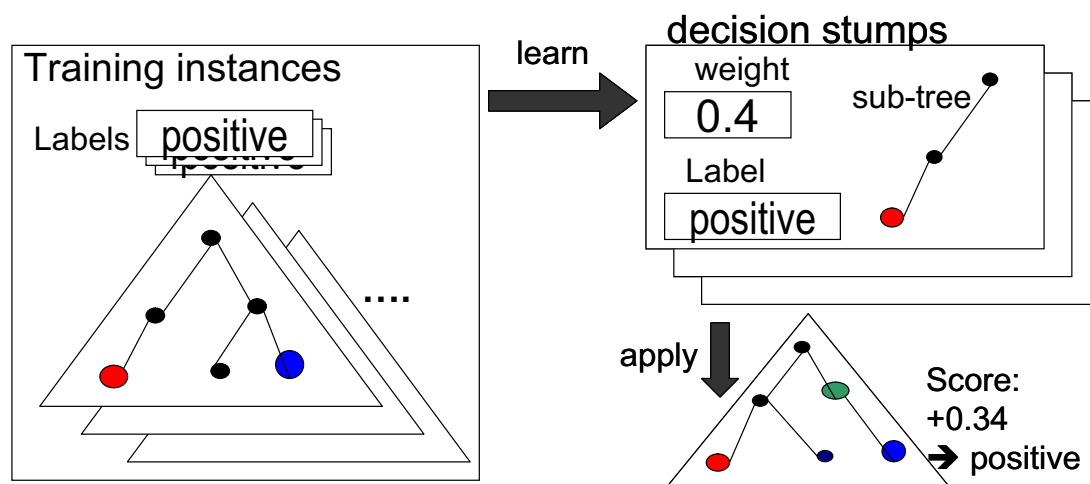 Training instances
Labels
positive
positive
....
learn
decision stumps
weight
0.4
sub-tree
Label
positive
apply
Score:
+0.34
➔ positive